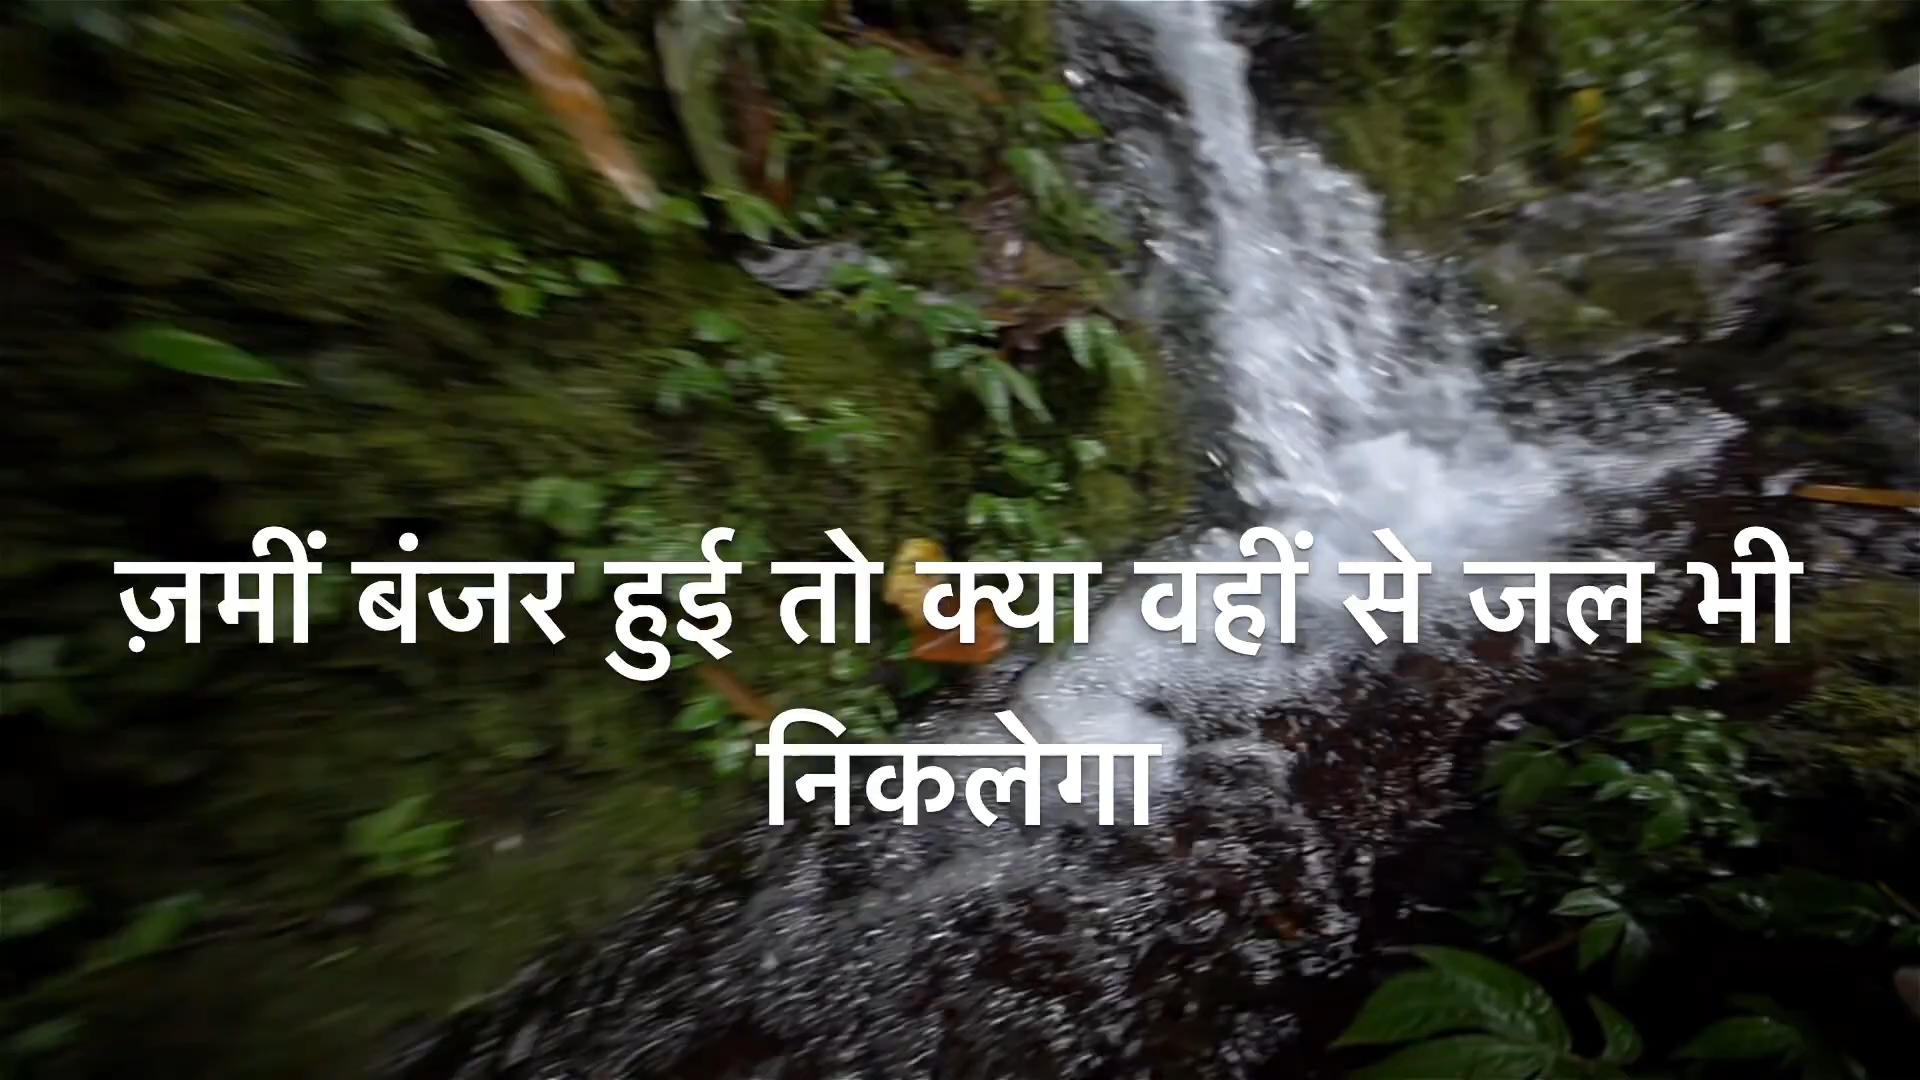 ज़मीं बंजर हुई तो क्या वहीं से जल भी
निकलेगा